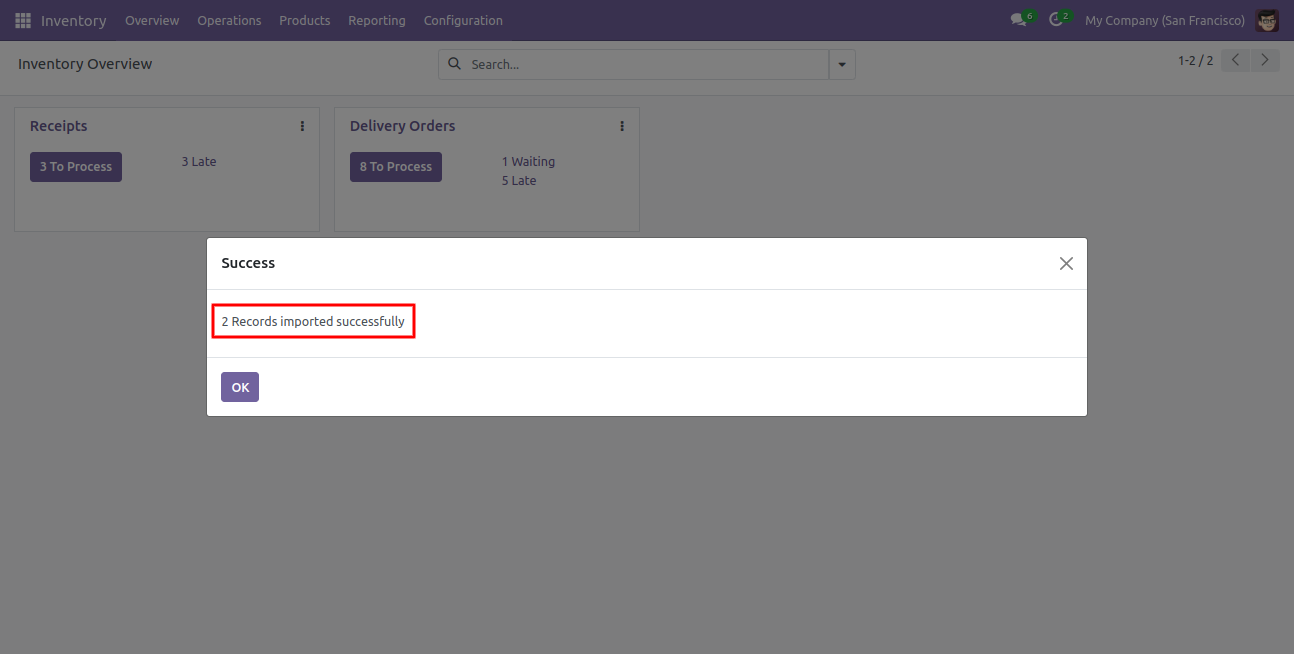 Inventory Overview Operations Products Reporting Configuration 6 2 My Company (San Francisco)
Inventory Overview Search... 1-2 / 2
Receipts Delivery Orders
3 To Process 3 Late 8 To Process 1 Waiting
5 Late
Success
2 Records imported successfully
OK